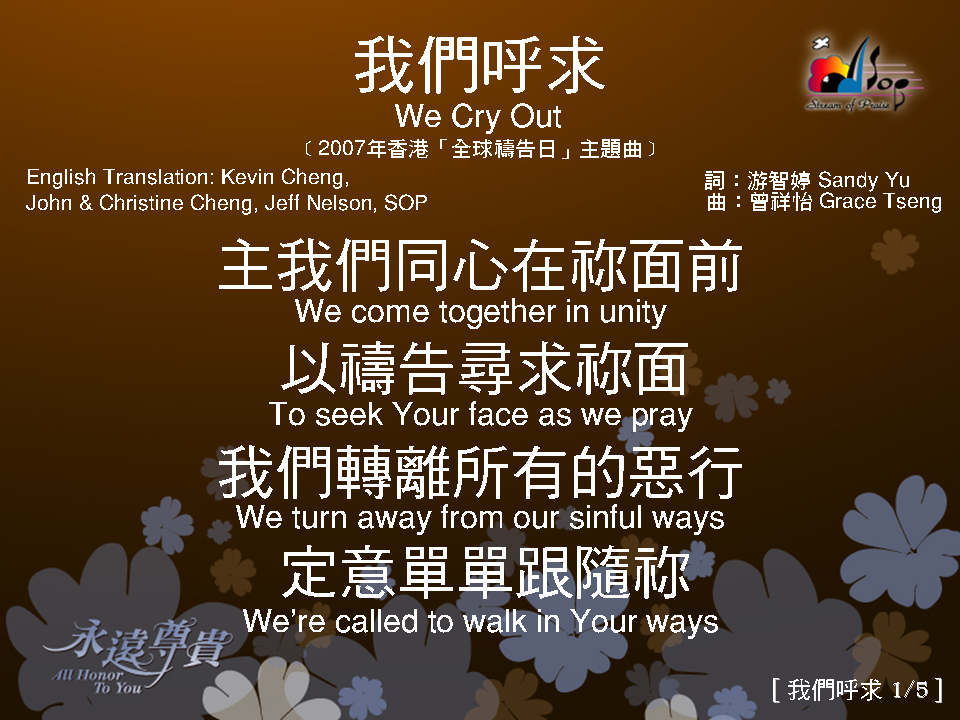 我們呼求
We Cry Out
﹝2007年香港「全球禱告日」主題曲﹞
English Translation: Kevin Cheng,
John & Christine Cheng, Jeff Nelson, SOP
詞：游智婷 Sandy Yu
曲：曾祥怡 Grace Tseng
Sop
Stream of Praise
主我們同心在祢面前
We come together in unity
以禱告尋求祢面
To seek Your face as we pray
我們轉離所有的惡行
We turn away from our sinful ways
定意單單跟隨祢
We're called to walk in Your ways
永遠尊貴
All Honor
To You
[ 我們呼求 1/5 ]